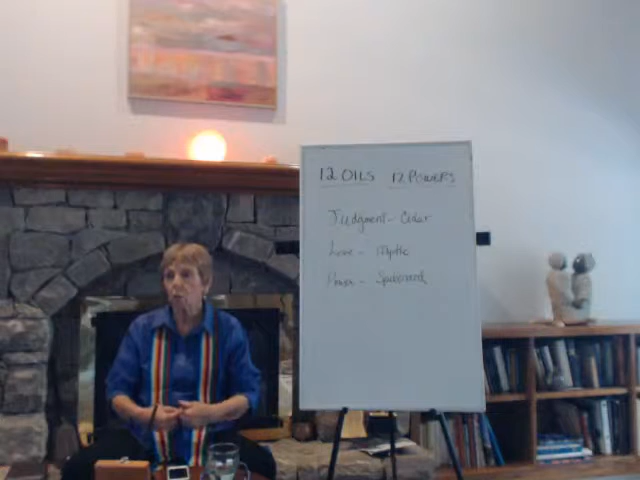 12 OILS 12 POWERS
Judgment - Cedar
Love - Myrtle
Power - Spikenard